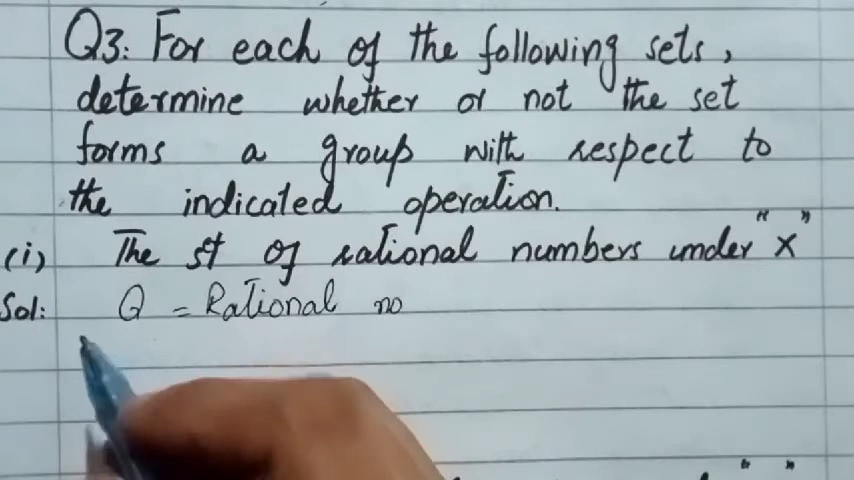 Q3: For each of the following sets,
determine whether or not the set
forms a group with respect to
the indicated operation.
(i) The st of rational numbers under "x"
Sol: Q = Rational no